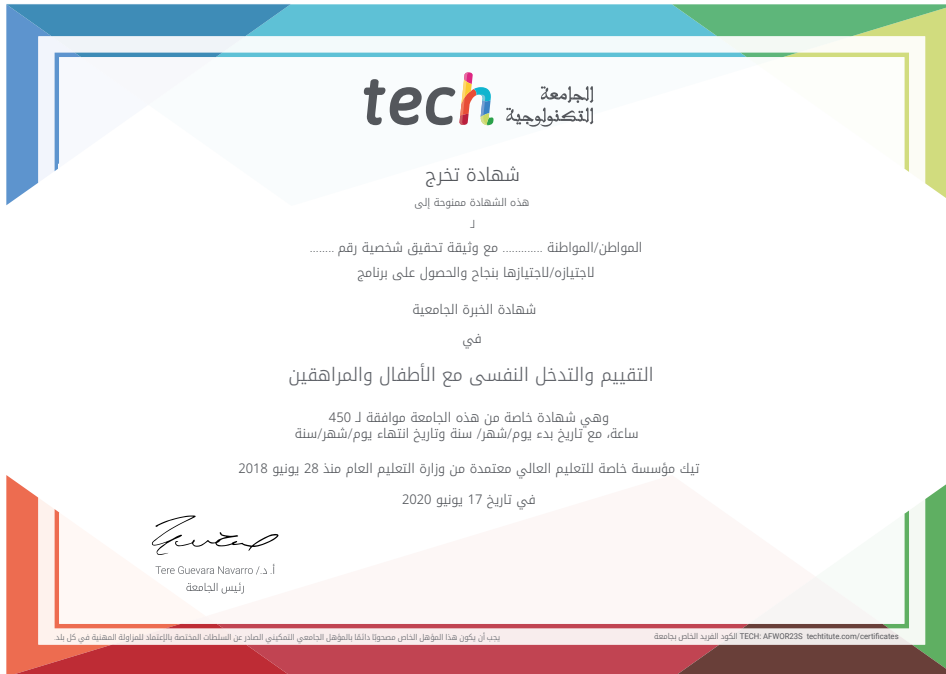 tech الجامعة
التكنولوجية
شهادة تخرج
هذه الشهادة ممنوحة إلى
لـ
المواطن/المواطنة ............. مع وثيقة تحقيق شخصية رقم ........
لاجتيازه/لاجتيازها بنجاح والحصول على برنامج
شهادة الخبرة الجامعية
في
التقييم والتدخل النفسى مع الأطفال والمراهقين
وهي شهادة خاصة من هذه الجامعة موافقة لـ 450
ساعة، مع تاريخ بدء يوم/شهر/ سنة وتاريخ انتهاء يوم/شهر/سنة
تيك مؤسسة خاصة للتعليم العالي معتمدة من وزارة التعليم العام منذ 28 يونيو 2018
في تاريخ 17 يونيو 2020
أ. د./ Tere Guevara Navarro
رئيس الجامعة
يجب أن يكون هذا المؤهل الخاص مصحوبًا دائمًا بالمؤهل الجامعي التمكيني الصادر عن السلطات المختصة بالإعتماد للمزاولة المهنية في كل بلد.
الكود الفريد الخاص بجامعة TECH: AFWOR23S techtitute.com/certificates